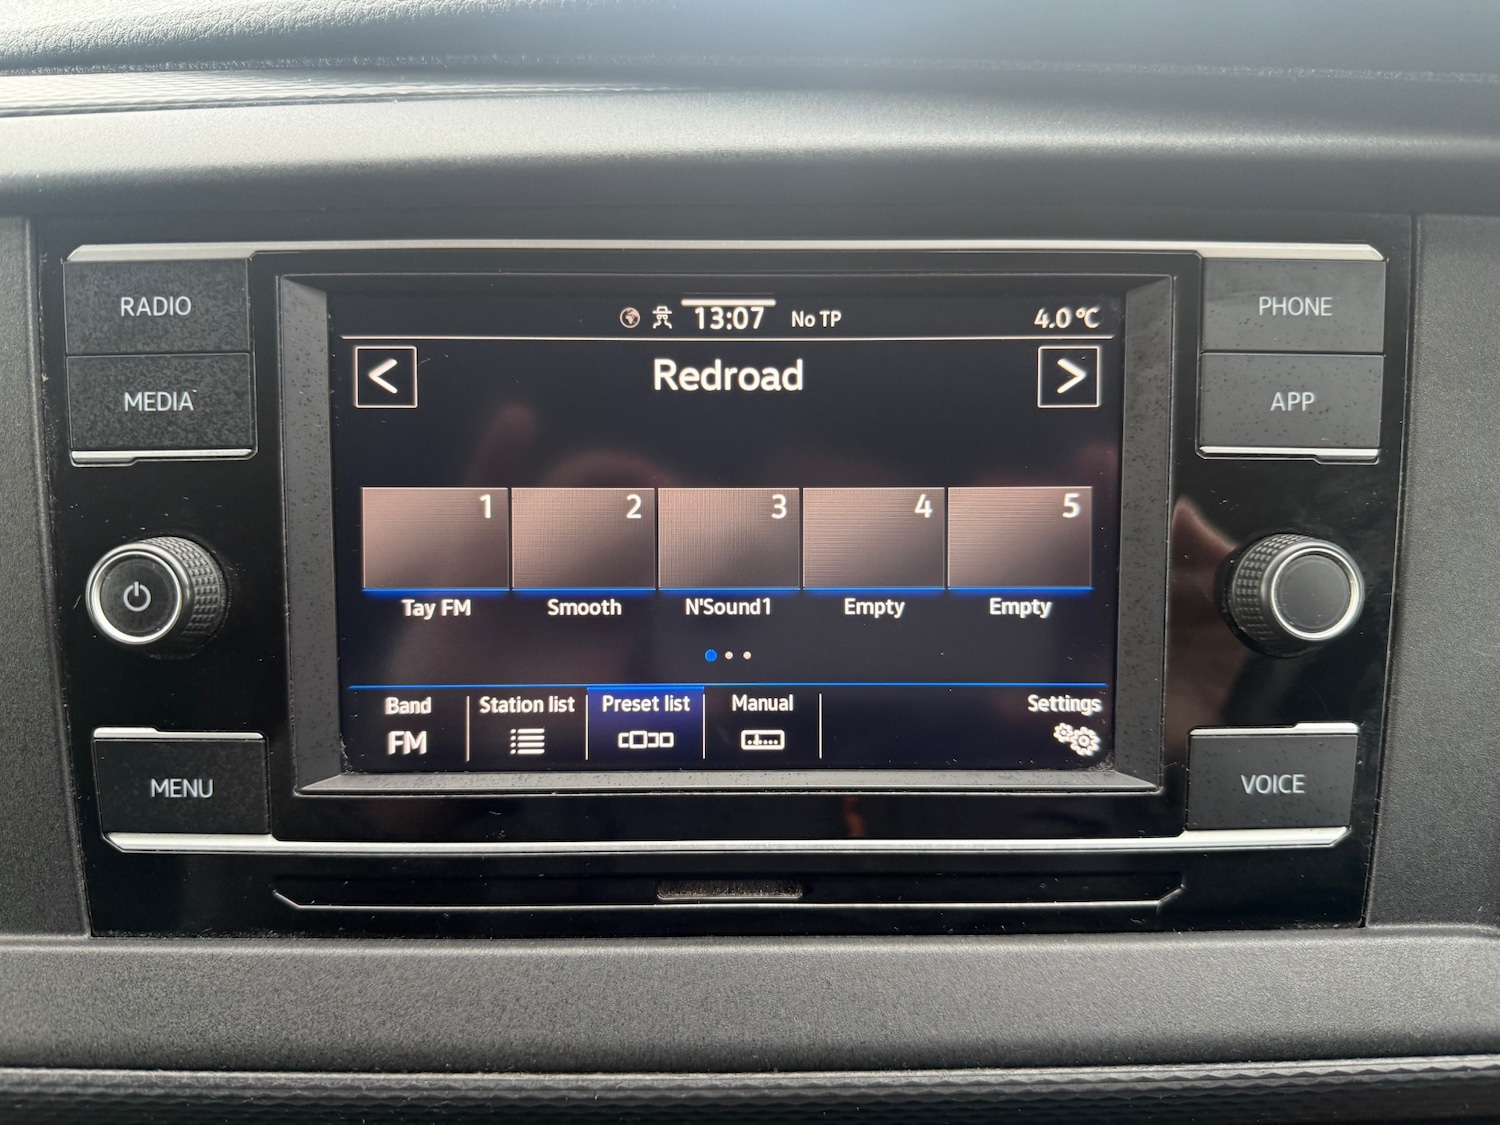 RADIO
MEDIA
MENU
PHONE
APP
VOICE
13:07 No TP 4.0 °C
< Redroad >
1 2 3 4 5
Tay FM Smooth N'Sound1 Empty Empty
Band Station list Preset list Manual Settings
FM